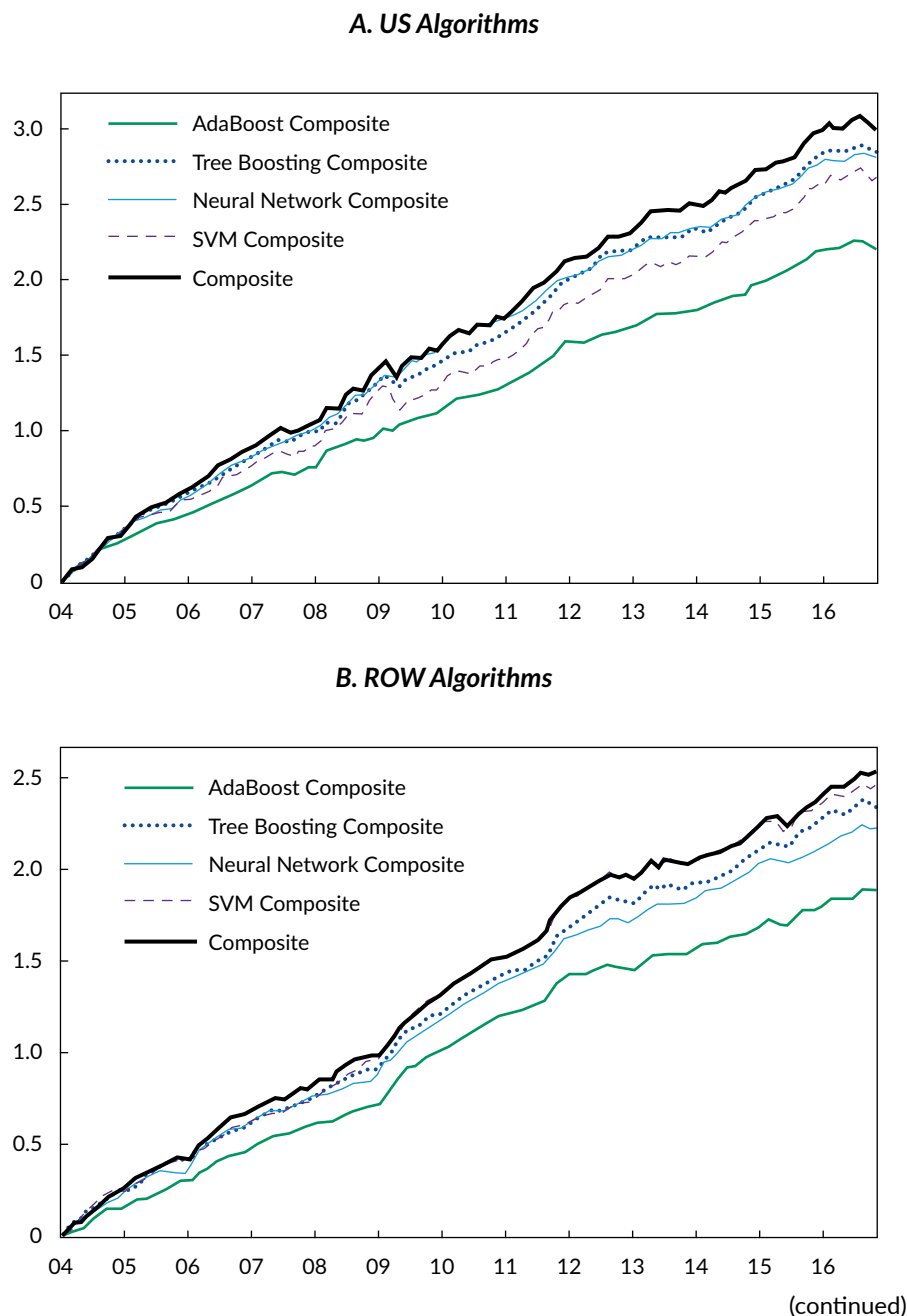 A. US Algorithms
3.0
2.5
2.0
1.5
1.0
0.5
0
AdaBoost Composite
Tree Boosting Composite
Neural Network Composite
SVM Composite
Composite
04 05 06 07 08 09 10 11 12 13 14 15 16
B. ROW Algorithms
2.5
2.0
1.5
1.0
0.5
0
AdaBoost Composite
Tree Boosting Composite
Neural Network Composite
SVM Composite
Composite
04 05 06 07 08 09 10 11 12 13 14 15 16
(continued)